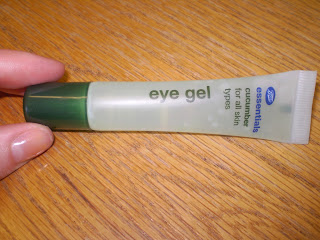 eye gel
Boots
essentials
cucumber
for all skin
types